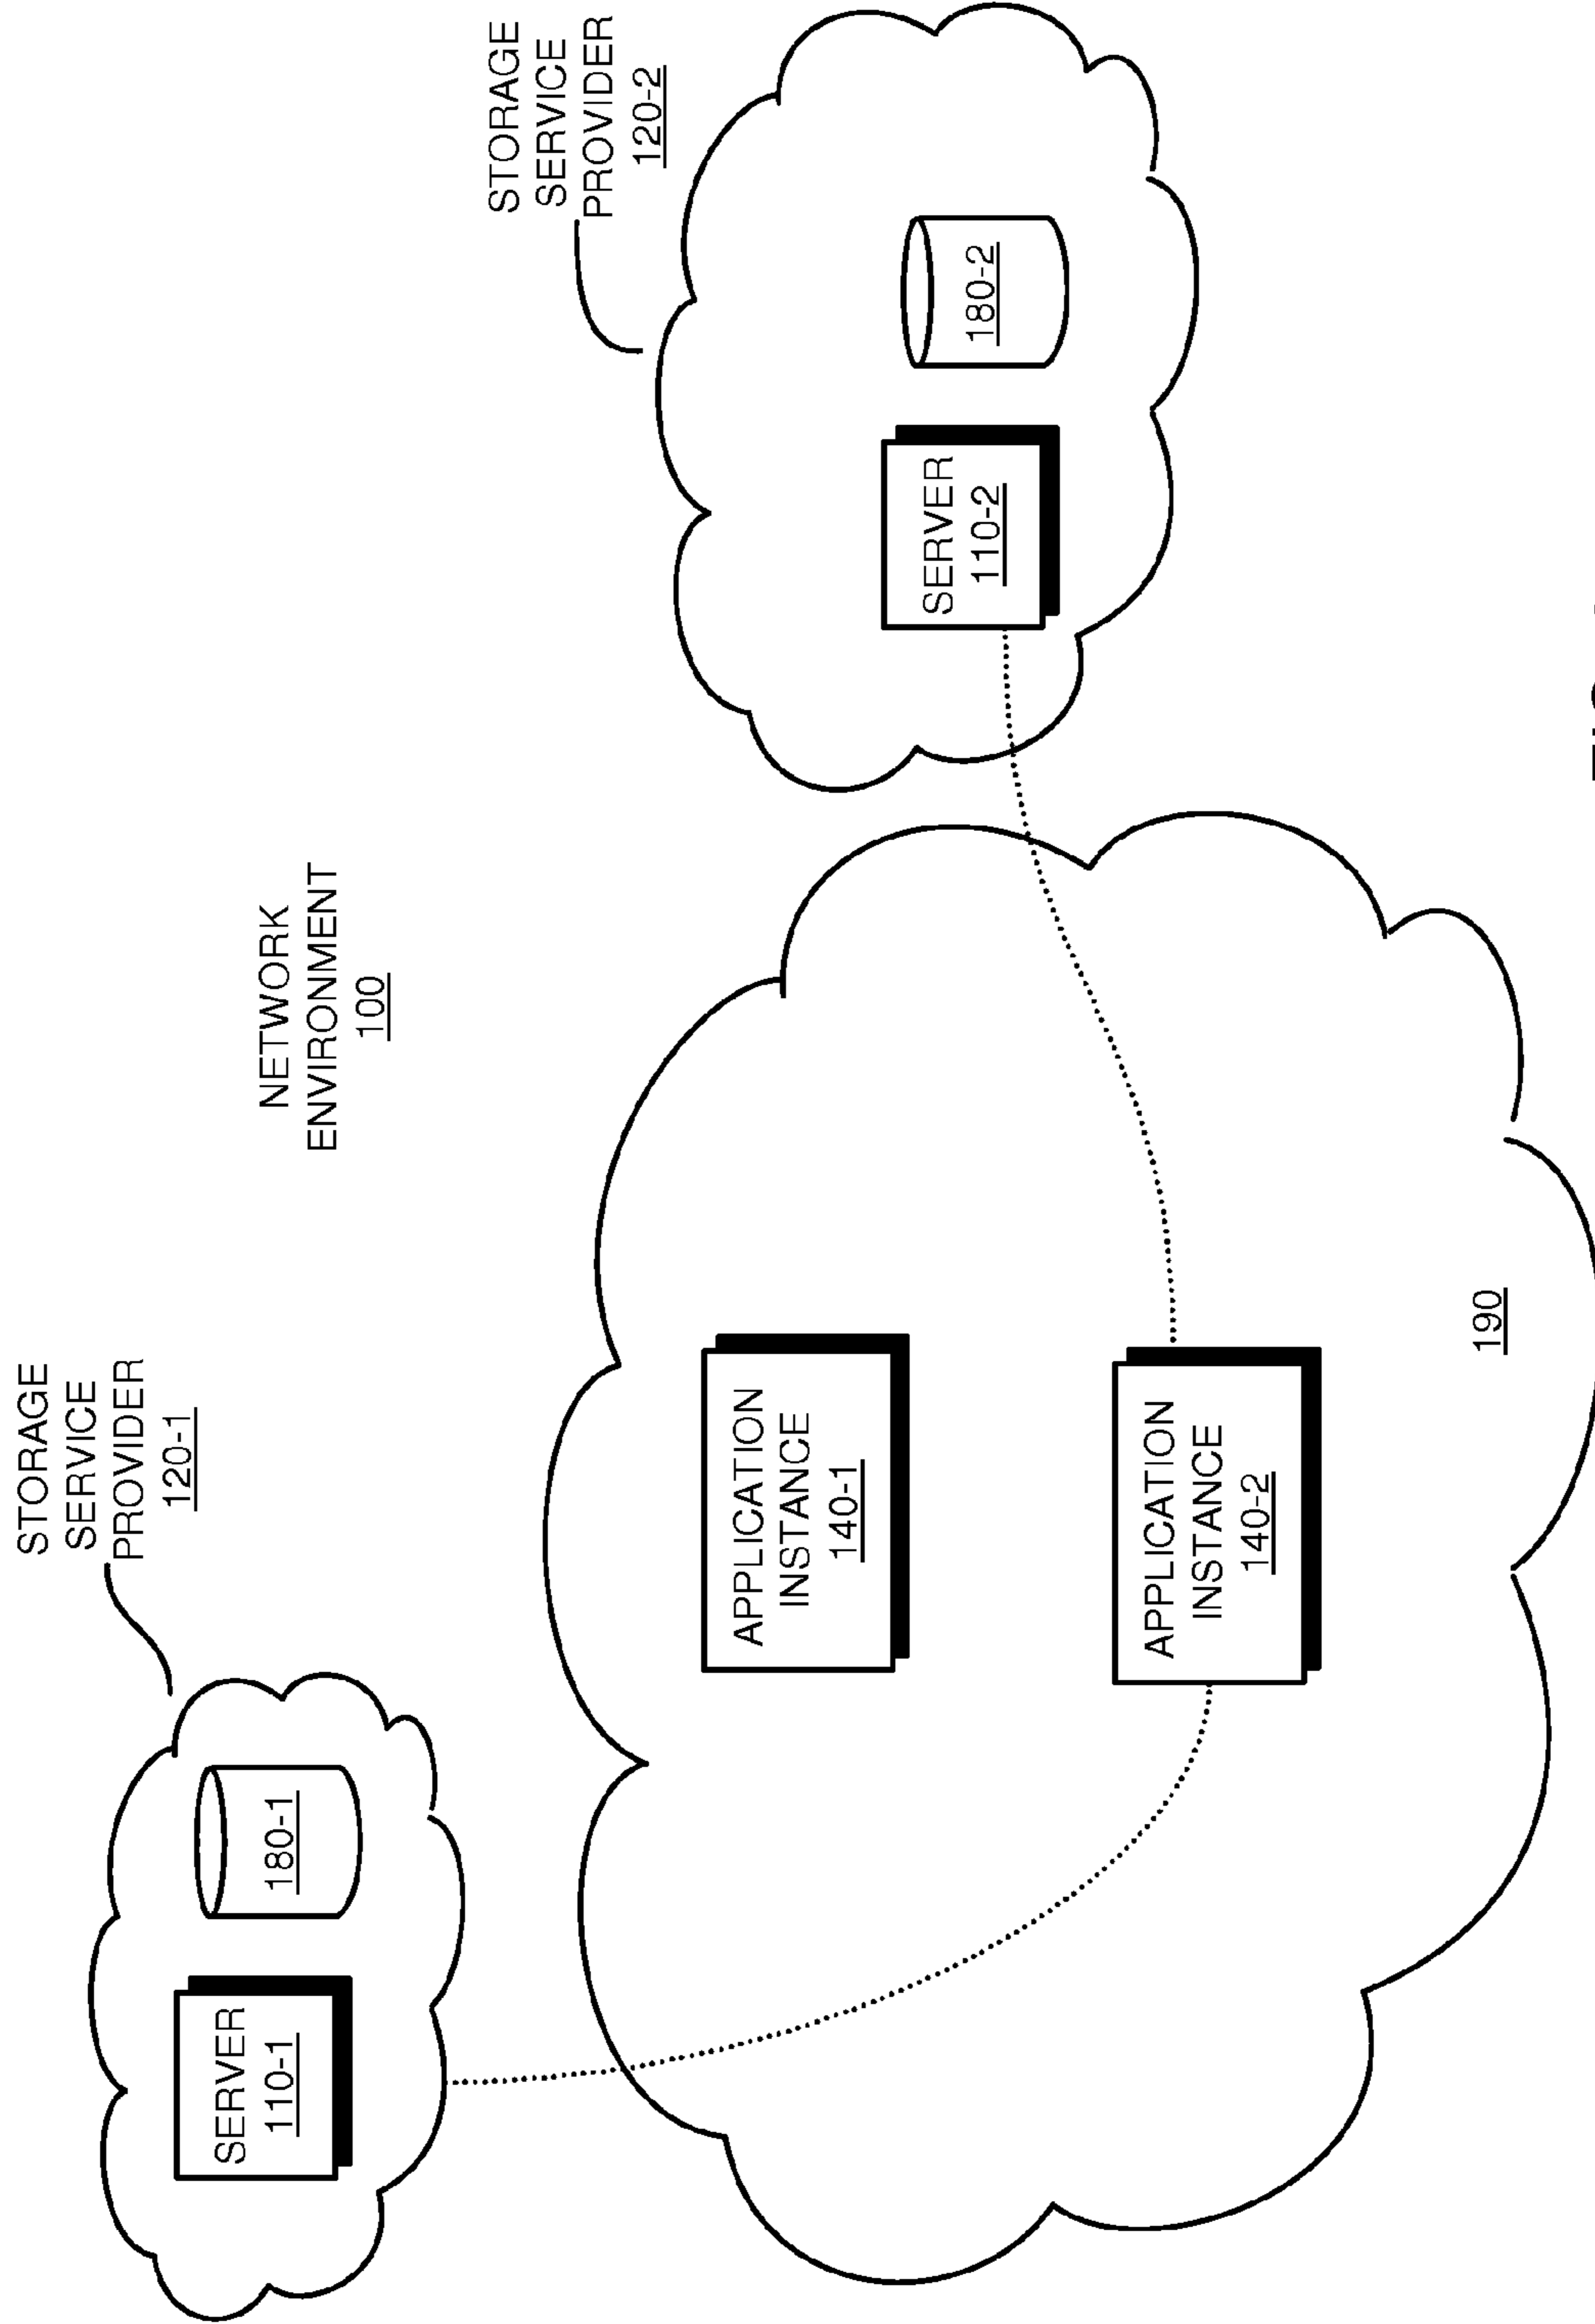 STORAGE
SERVICE
PROVIDER
120-1
SERVER
110-1
180-1
NETWORK
ENVIRONMENT
100
STORAGE
SERVICE
PROVIDER
120-2
SERVER
110-2
180-2
APPLICATION
INSTANCE
140-1
APPLICATION
INSTANCE
140-2
190